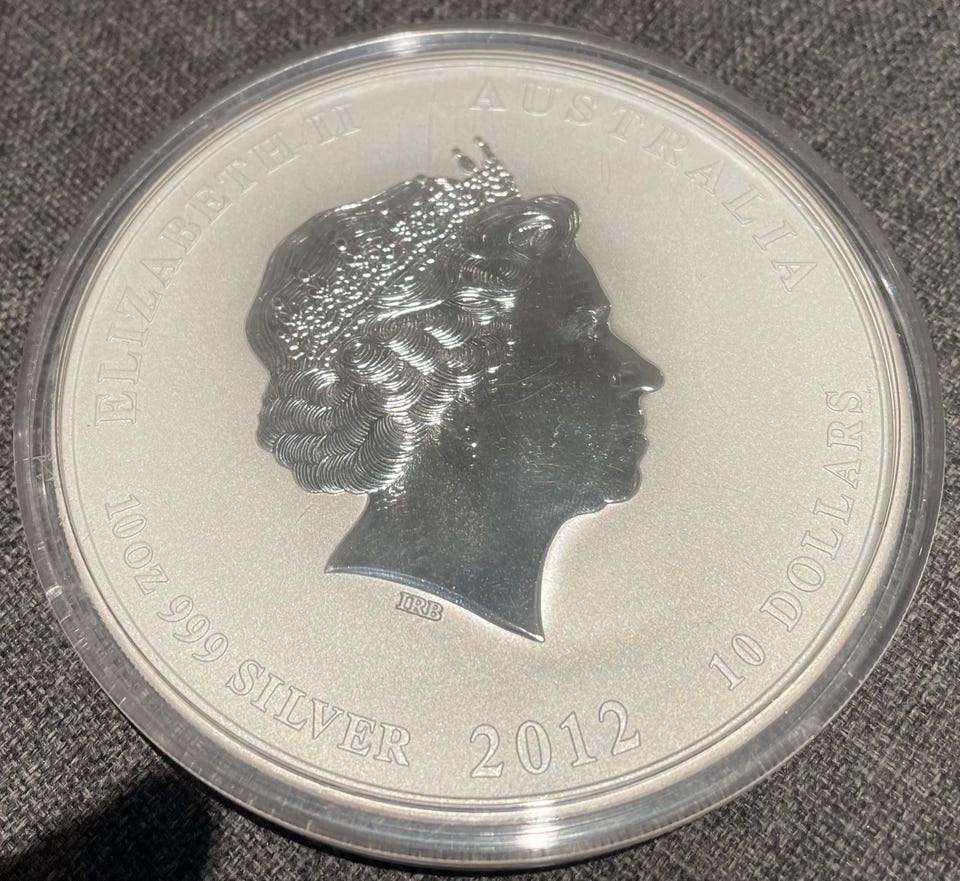 ELIZABETH II
AUSTRALIA
IRB
10oz 999 SILVER
2012
10 DOLLARS